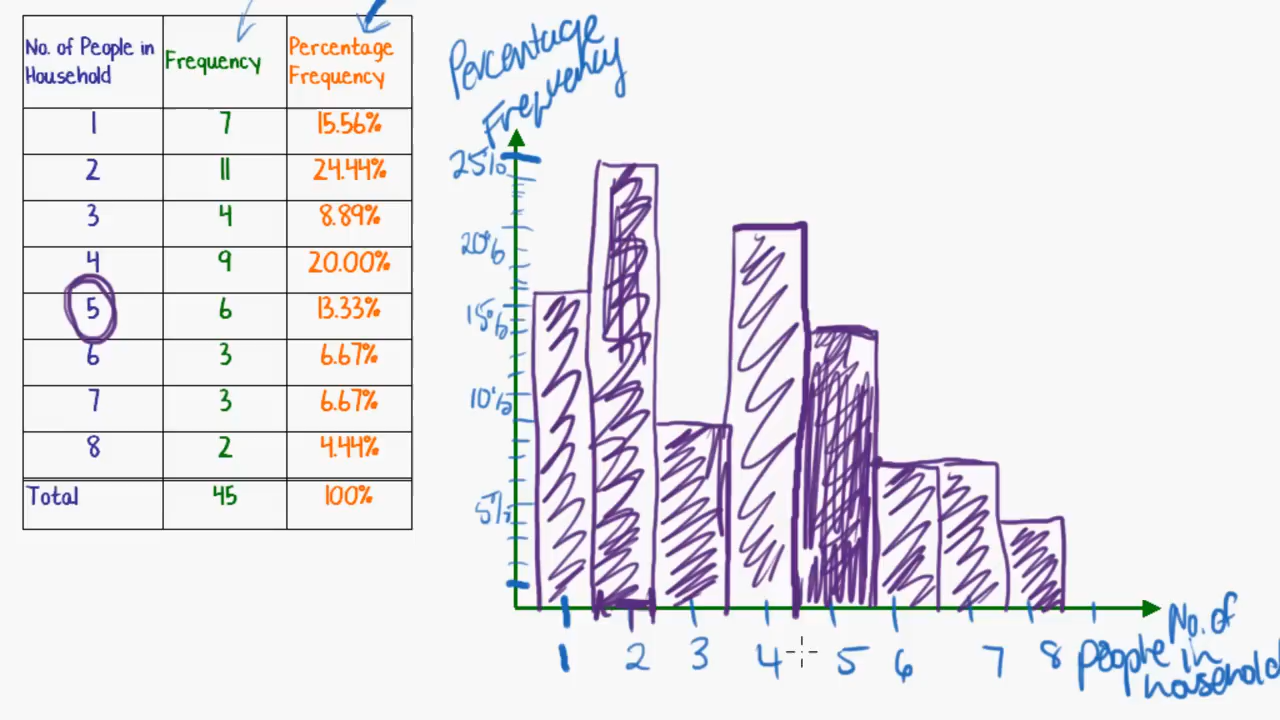 No. of People in Household
Frequency
Percentage Frequency
1 7 15.56%
2 11 24.44%
3 4 8.89%
4 9 20.00%
5 6 13.33%
6 3 6.67%
7 3 6.67%
8 2 4.44%
Total 45 100%
Percentage
Frequency
25%
20%
15%
10%
5%
1 2 3 4 5 6 7 8
No. of
people in
household